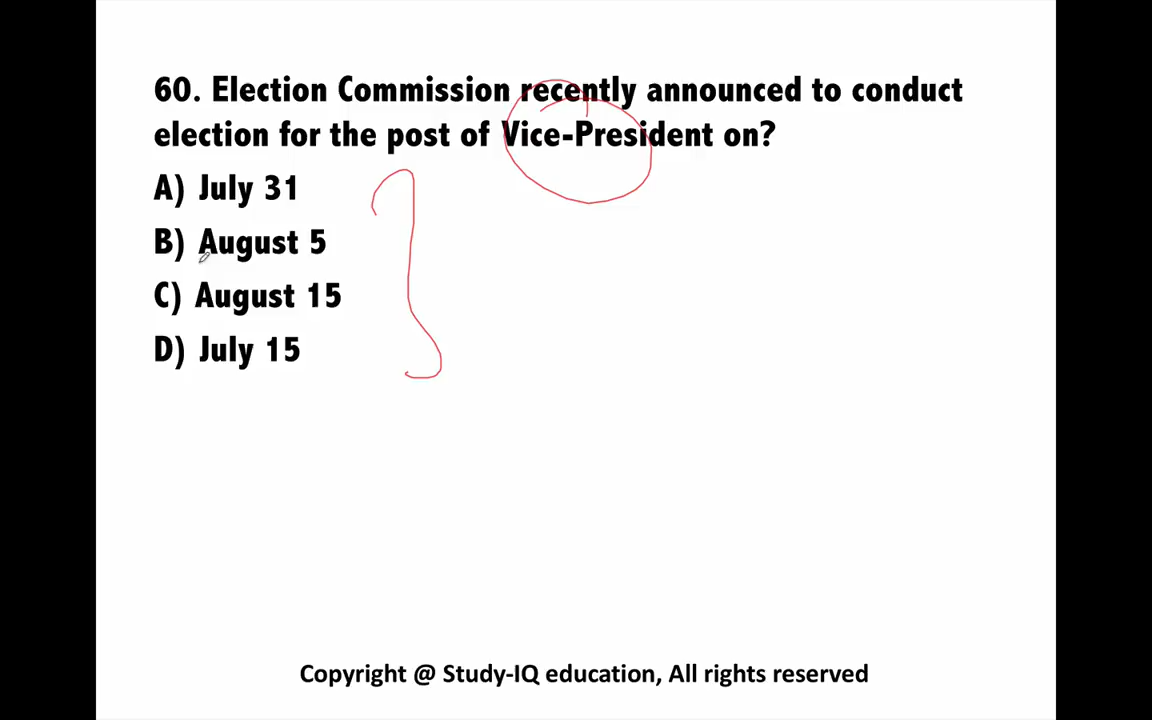 60. Election Commission recently announced to conduct
election for the post of Vice-President on?
A) July 31
B) August 5
C) August 15
D) July 15
Copyright @ Study-IQ education, All rights reserved